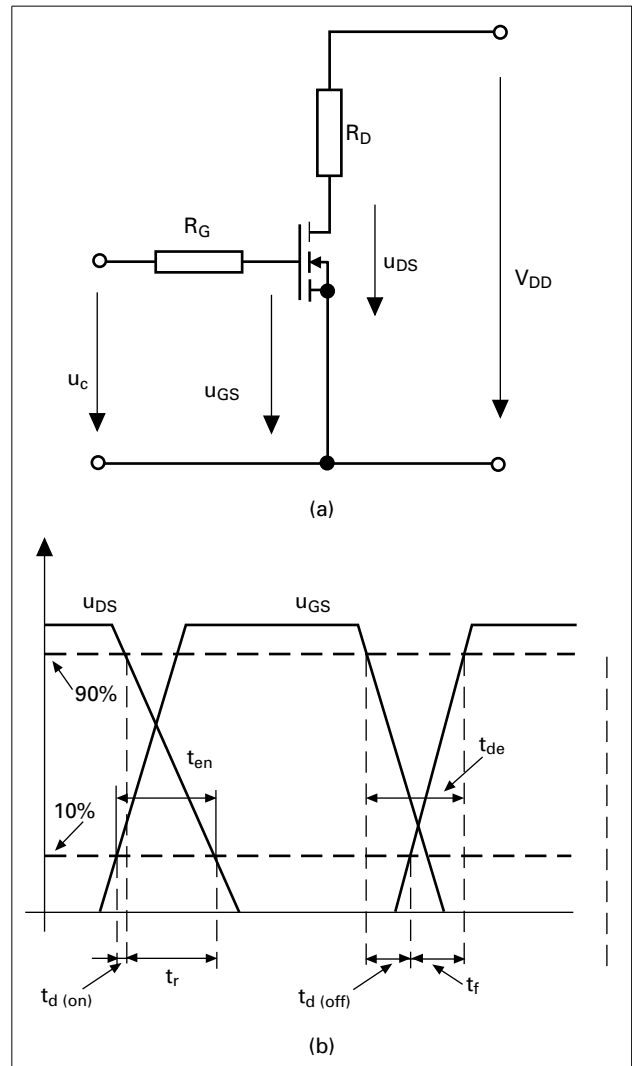 R_D
R_G
u_DS
V_DD
u_c
u_GS
(a)
u_DS u_GS
90%
t_en t_de
10%
t_d (on) t_r t_d (off) t_f
(b)